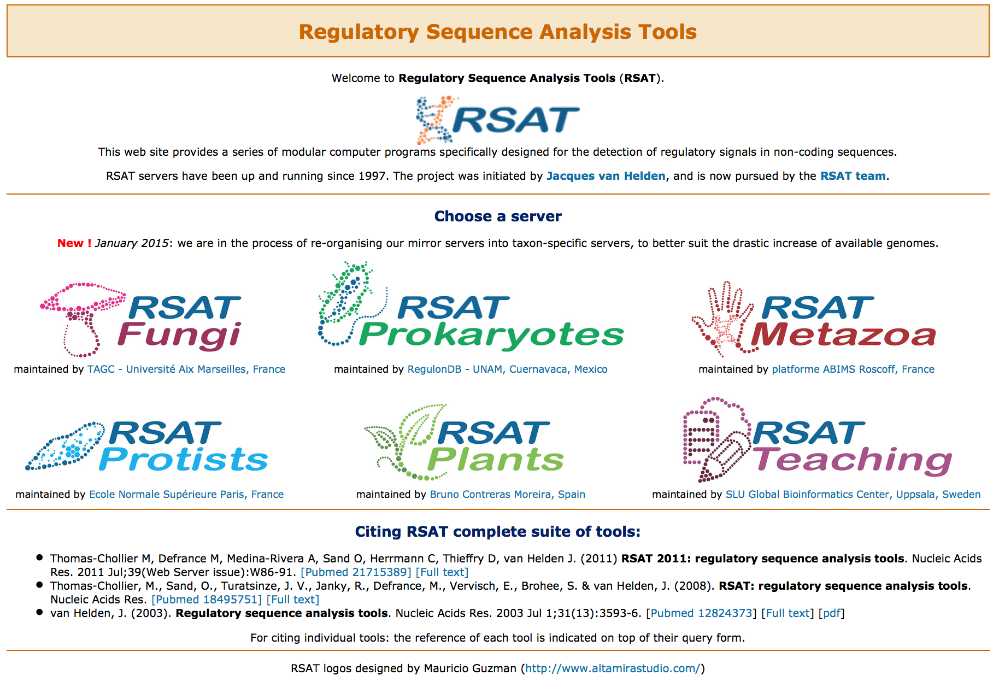 Regulatory Sequence Analysis Tools
Welcome to Regulatory Sequence Analysis Tools (RSAT).
RSAT
This web site provides a series of modular computer programs specifically designed for the detection of regulatory signals in non-coding sequences.
RSAT servers have been up and running since 1997. The project was initiated by Jacques van Helden, and is now pursued by the RSAT team.
Choose a server
New ! January 2015: we are in the process of re-organising our mirror servers into taxon-specific servers, to better suit the drastic increase of available genomes.
RSAT
Fungi
maintained by TAGC - Université Aix Marseilles, France
RSAT
Prokaryotes
maintained by RegulonDB - UNAM, Cuernavaca, Mexico
RSAT
Metazoa
maintained by platforme ABIMS Roscoff, France
RSAT
Protists
maintained by Ecole Normale Supérieure Paris, France
RSAT
Plants
maintained by Bruno Contreras Moreira, Spain
RSAT
Teaching
maintained by SLU Global Bioinformatics Center, Uppsala, Sweden
Citing RSAT complete suite of tools:
• Thomas-Chollier M, Defrance M, Medina-Rivera A, Sand O, Herrmann C, Thieffry D, van Helden J. (2011) RSAT 2011: regulatory sequence analysis tools. Nucleic Acids
Res. 2011 Jul;39(Web Server issue):W86-91. [Pubmed 21715389] [Full text]
• Thomas-Chollier, M., Sand, O., Turatsinze, J. V., Janky, R., Defrance, M., Vervisch, E., Brohee, S. & van Helden, J. (2008). RSAT: regulatory sequence analysis tools.
Nucleic Acids Res. [Pubmed 18495751] [Full text]
• van Helden, J. (2003). Regulatory sequence analysis tools. Nucleic Acids Res. 2003 Jul 1;31(13):3593-6. [Pubmed 12824373] [Full text] [pdf]
For citing individual tools: the reference of each tool is indicated on top of their query form.
RSAT logos designed by Mauricio Guzman (http://www.altamirastudio.com/)